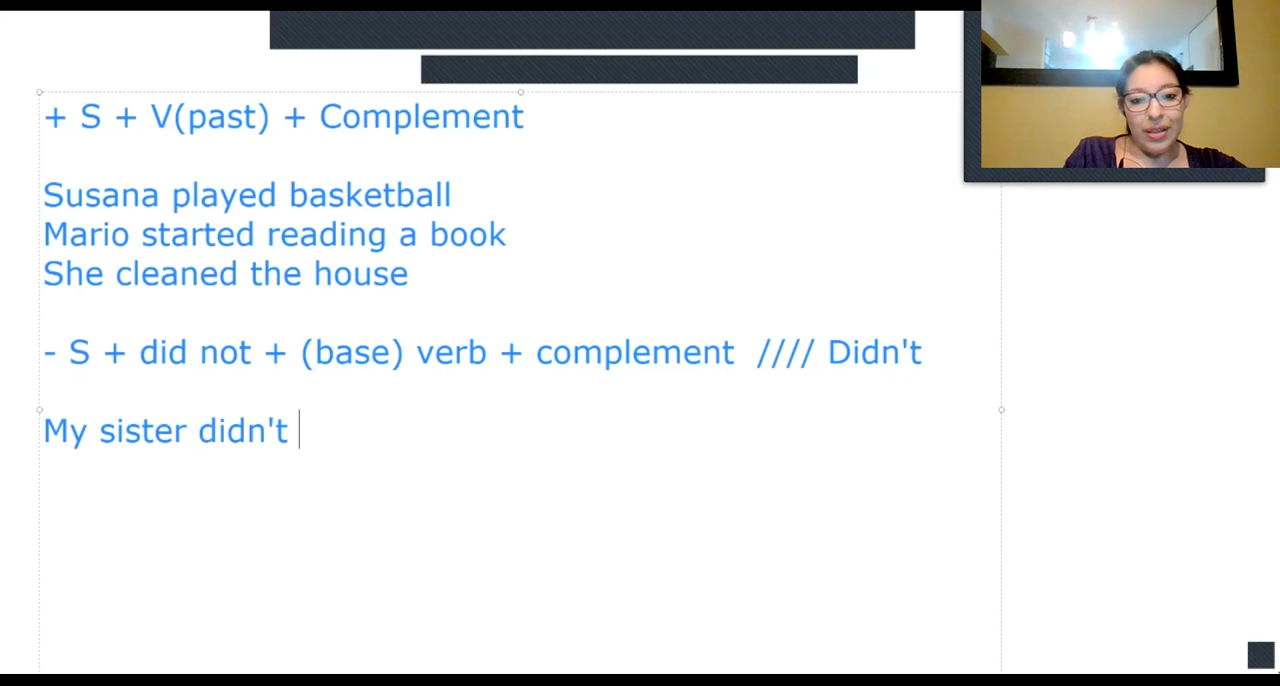 + S + V(past) + Complement
Susana played basketball
Mario started reading a book
She cleaned the house
- S + did not + (base) verb + complement //// Didn't
My sister didn't